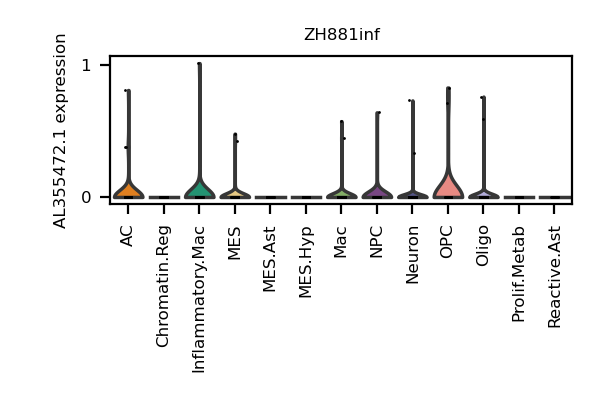 ZH881inf
AL355472.1 expression
1
0
AC
Chromatin.Reg
Inflammatory.Mac
MES
MES.Ast
MES.Hyp
Mac
NPC
Neuron
OPC
Oligo
Prolif.Metab
Reactive.Ast